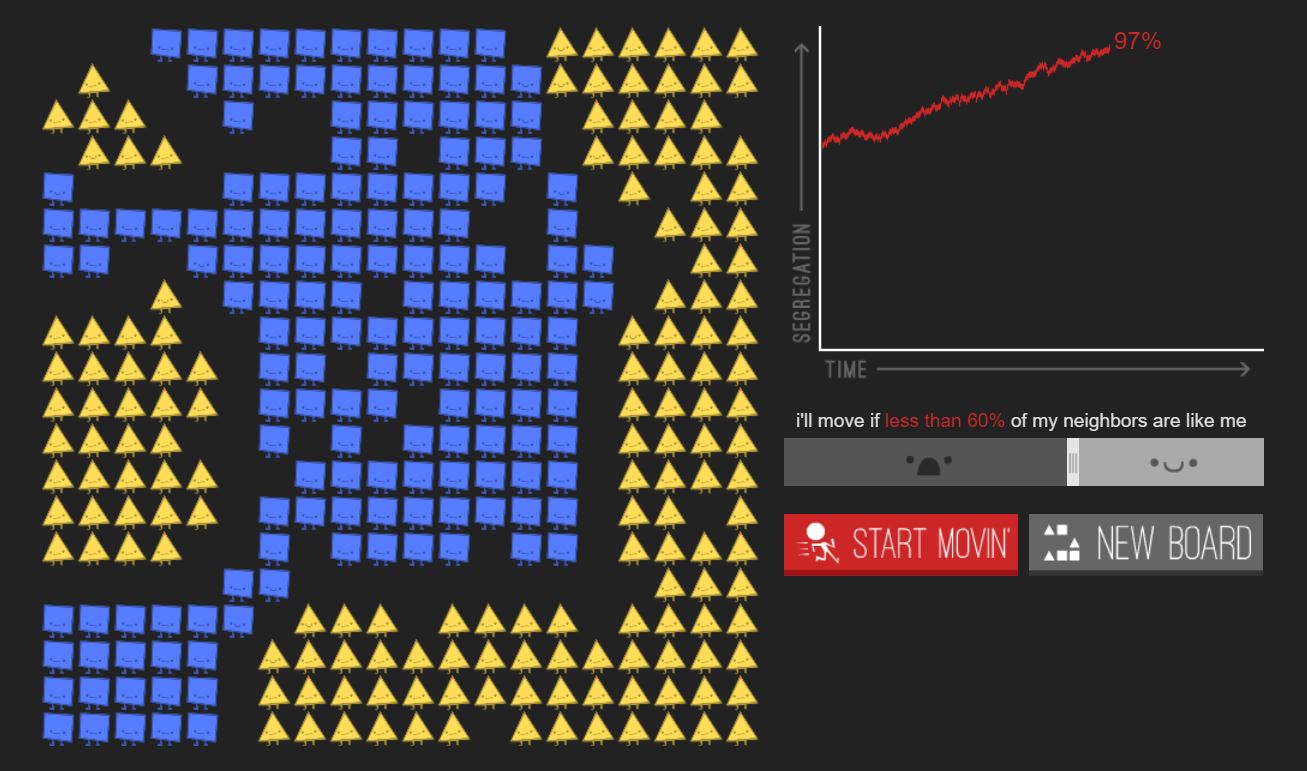 97%
SEGREGATION
TIME
i'll move if less than 60% of my neighbors are like me
START MOVIN'
NEW BOARD